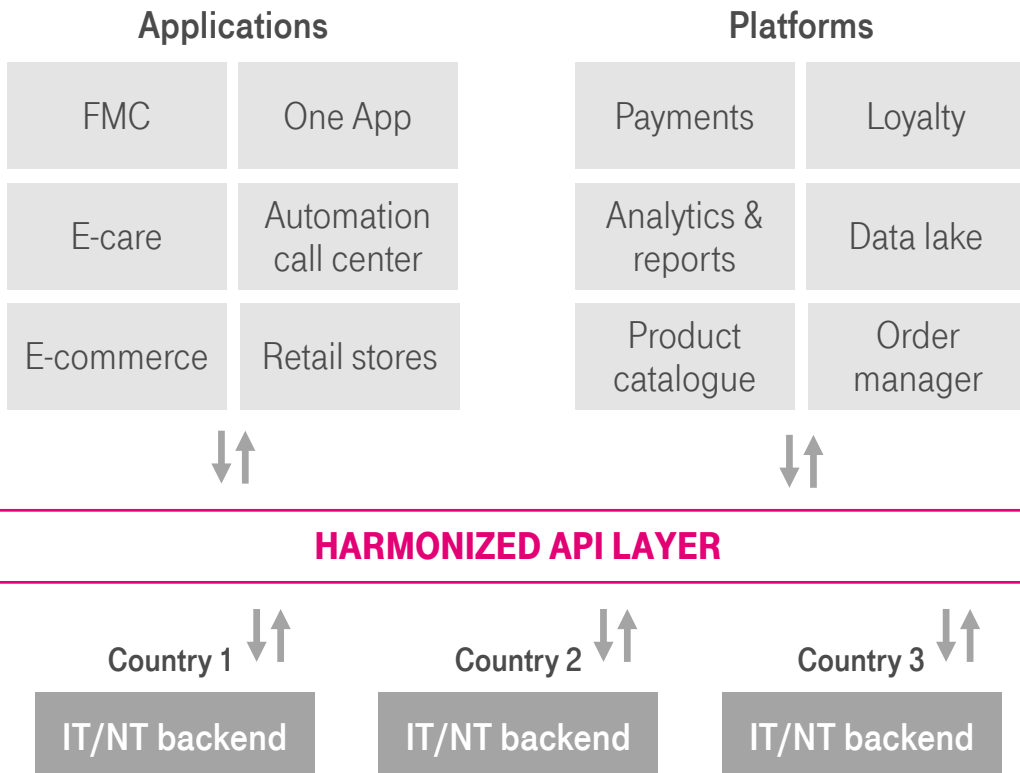 Applications
Platforms
FMC
One App
Payments
Loyalty
E-care
Automation
call center
Analytics &
reports
Data lake
E-commerce
Retail stores
Product
catalogue
Order
manager
HARMONIZED API LAYER
Country 1
Country 2
Country 3
IT/NT backend
IT/NT backend
IT/NT backend